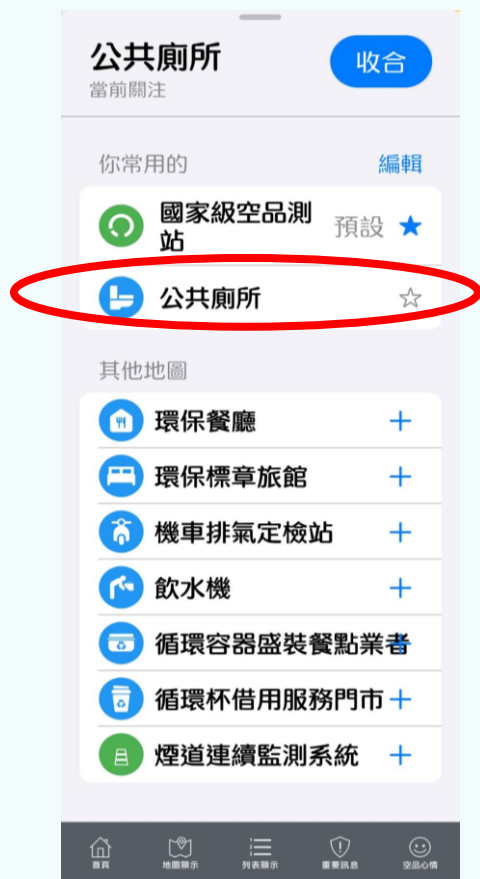 公共廁所
收合
當前關注
你常用的
編輯
國家級空品測
站
預設
公共廁所
其他地圖
環保餐廳
環保標章旅館
機車排氣定檢站
飲水機
循環容器盛裝餐點業者
循環杯借用服務門市
煙道連續監測系統
首頁
地圖顯示
列表顯示
重要訊息
空品心情